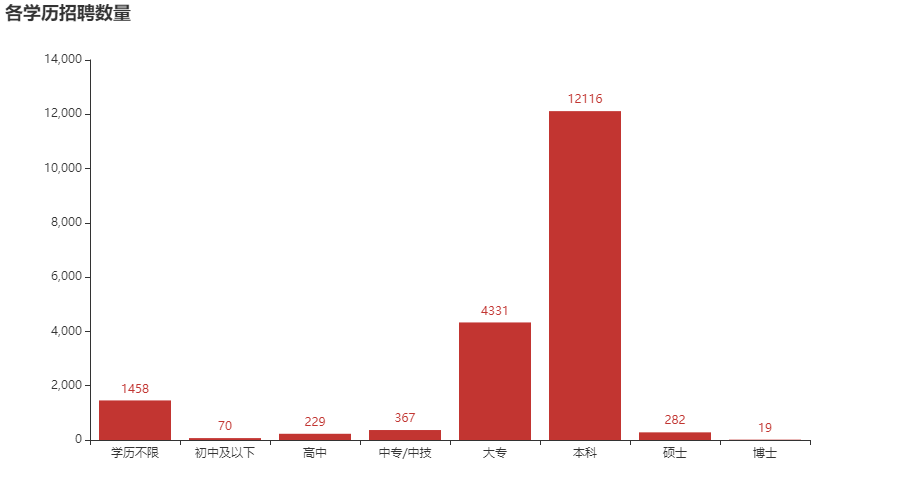 各学历招聘数量
14,000
12,000
10,000
8,000
6,000
4,000
2,000
0
1458
70
229
367
4331
12116
282
19
学历不限
初中及以下
高中
中专/中技
大专
本科
硕士
博士